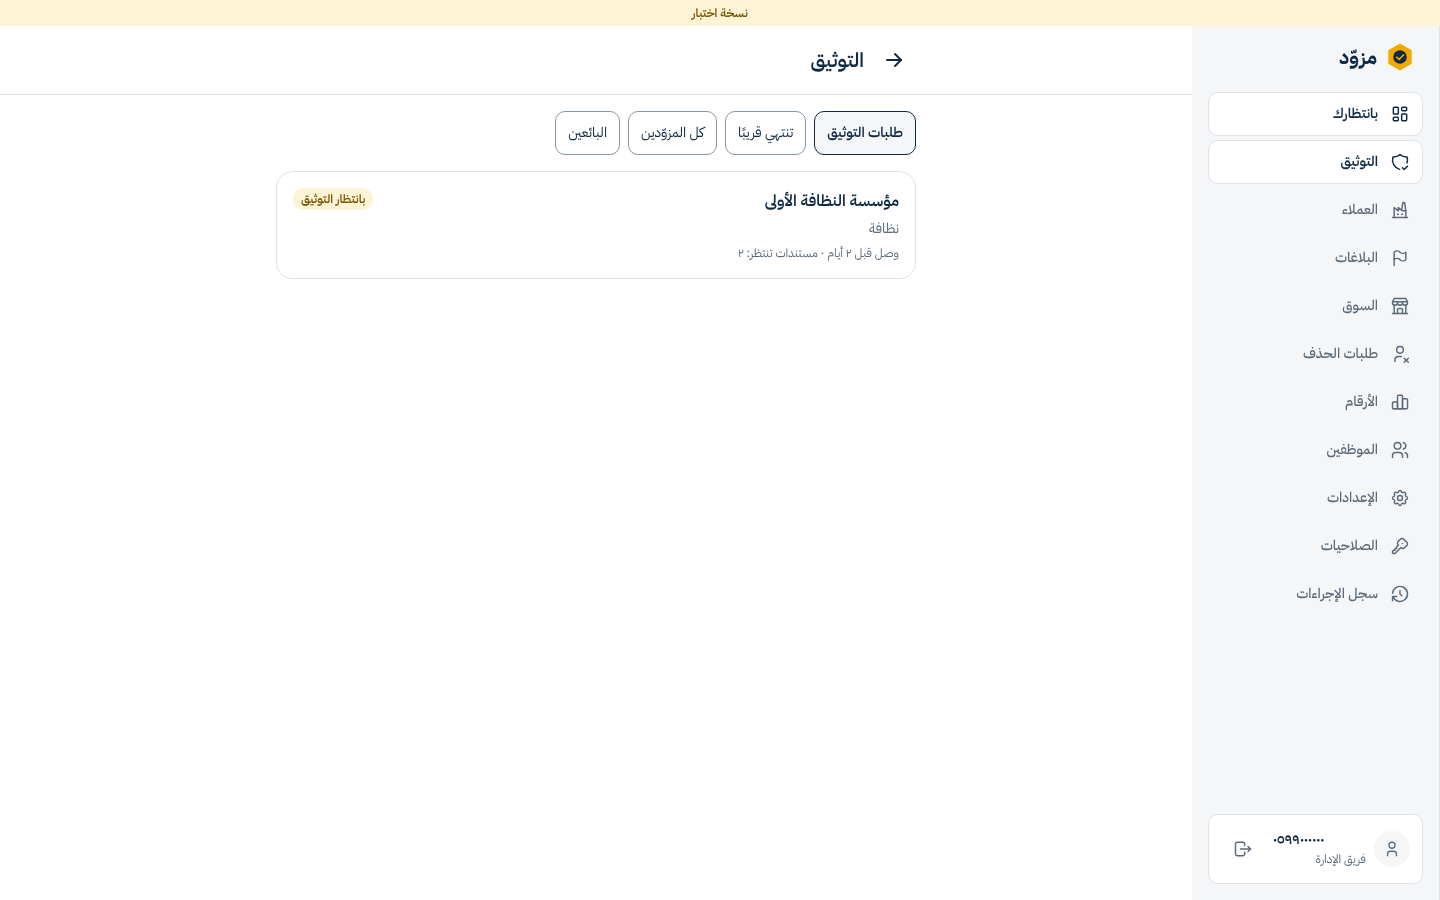 نسخة اختبار
مزوّد
بانتظارك
التوثيق
العملاء
البلاغات
السوق
طلبات الحذف
الأرقام
الموظفين
الإعدادات
الصلاحيات
سجل الإجراءات
٠٥٩٩٠٠٠٠٠٠
فريق الإدارة
التوثيق
طلبات التوثيق
تنتهي قريبًا
كل المزوّدين
البائعين
مؤسسة النظافة الأولى
بانتظار التوثيق
نظافة
وصل قبل ٢ أيام · مستندات تنتظر: ٢